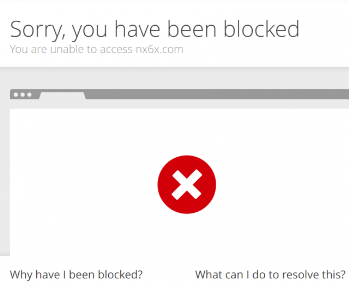 Sorry, you have been blocked
You are unable to access nx6x.com
Why have I been blocked?
What can I do to resolve this?